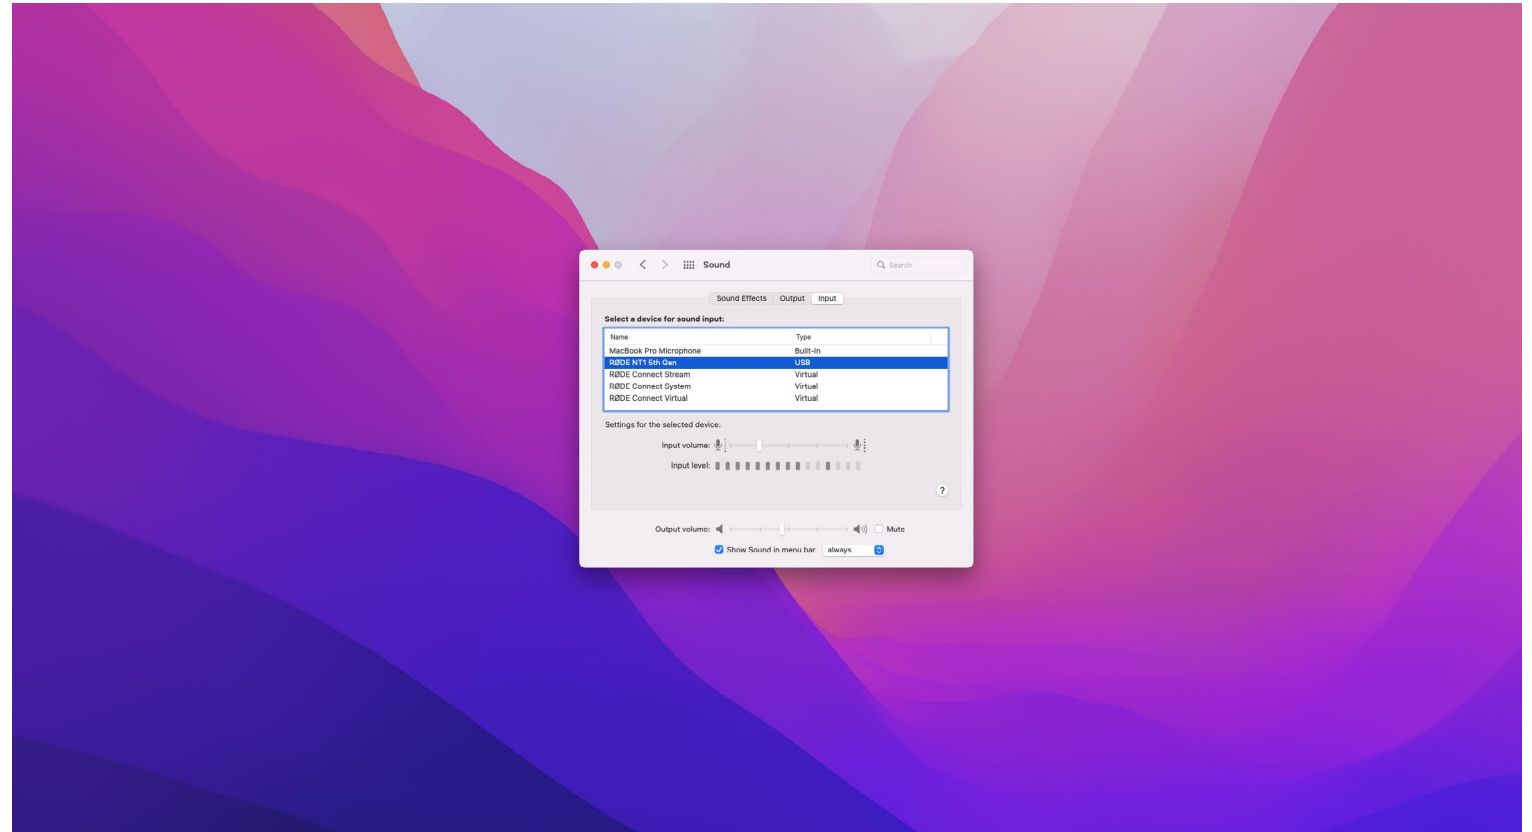 Sound
Search
Sound Effects Output Input
Select a device for sound input:
Name Type
MacBook Pro Microphone Built-in
RØDE NT1 5th Gen USB
RØDE Connect Stream Virtual
RØDE Connect System Virtual
RØDE Connect Virtual Virtual
Settings for the selected device:
Input volume:
Input level:
?
Output volume: Mute
Show Sound in menu bar always